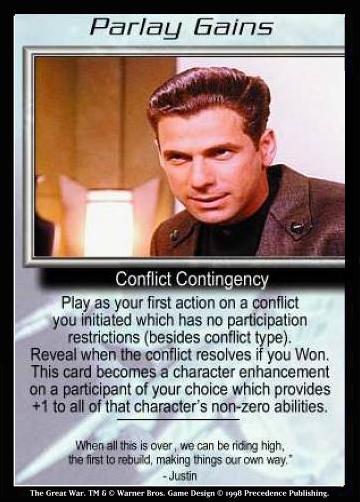 Parlay Gains
Conflict Contingency
Play as your first action on a conflict
you initiated which has no participation
restrictions (besides conflict type).
Reveal when the conflict resolves if you Won.
This card becomes a character enhancement
on a participant of your choice which provides
+1 to all of that character's non-zero abilities.
When all this is over , we can be riding high,
the first to rebuild, making things our own way."
- Justin
The Great War. TM & © Warner Bros. Game Design © 1998 Precedence Publishing.